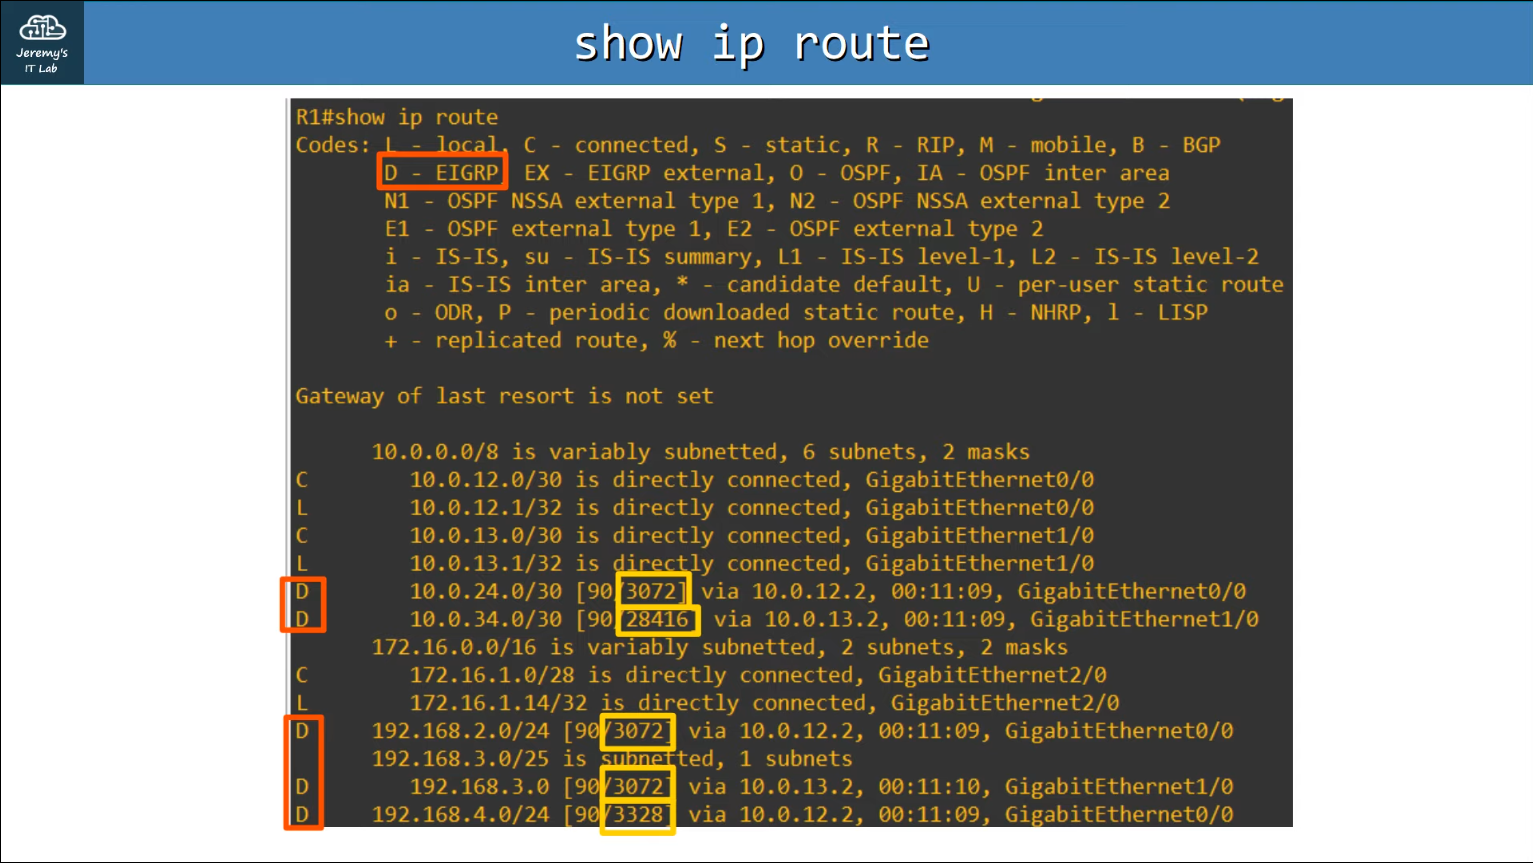 Jeremy's
IT Lab
show ip route
R1#show ip route
Codes: L - local, C - connected, S - static, R - RIP, M - mobile, B - BGP
D - EIGRP, EX - EIGRP external, O - OSPF, IA - OSPF inter area
N1 - OSPF NSSA external type 1, N2 - OSPF NSSA external type 2
E1 - OSPF external type 1, E2 - OSPF external type 2
i - IS-IS, su - IS-IS summary, L1 - IS-IS level-1, L2 - IS-IS level-2
ia - IS-IS inter area, * - candidate default, U - per-user static route
o - ODR, P - periodic downloaded static route, H - NHRP, l - LISP
+ - replicated route, % - next hop override
Gateway of last resort is not set
10.0.0.0/8 is variably subnetted, 6 subnets, 2 masks
C 10.0.12.0/30 is directly connected, GigabitEthernet0/0
L 10.0.12.1/32 is directly connected, GigabitEthernet0/0
C 10.0.13.0/30 is directly connected, GigabitEthernet1/0
L 10.0.13.1/32 is directly connected, GigabitEthernet1/0
D 10.0.24.0/30 [90/3072] via 10.0.12.2, 00:11:09, GigabitEthernet0/0
D 10.0.34.0/30 [90/28416] via 10.0.13.2, 00:11:09, GigabitEthernet1/0
172.16.0.0/16 is variably subnetted, 2 subnets, 2 masks
C 172.16.1.0/28 is directly connected, GigabitEthernet2/0
L 172.16.1.14/32 is directly connected, GigabitEthernet2/0
D 192.168.2.0/24 [90/3072] via 10.0.12.2, 00:11:09, GigabitEthernet0/0
192.168.3.0/25 is subnetted, 1 subnets
D 192.168.3.0 [90/3072] via 10.0.13.2, 00:11:10, GigabitEthernet1/0
D 192.168.4.0/24 [90/3328] via 10.0.12.2, 00:11:09, GigabitEthernet0/0